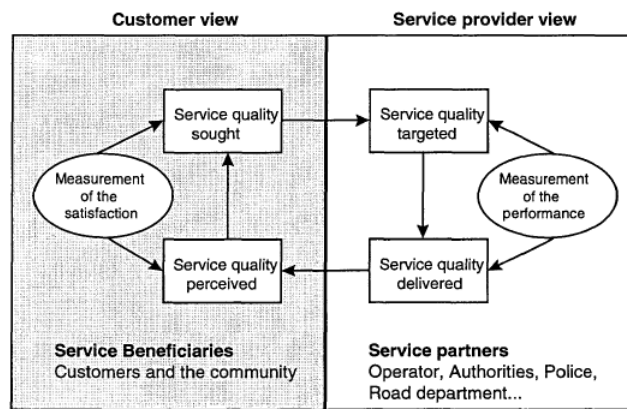 Customer view
Service provider view
Service quality
sought
Service quality
targeted
Measurement
of the
satisfaction
Measurement
of the
performance
Service quality
perceived
Service quality
delivered
Service Beneficiaries
Customers and the community
Service partners
Operator, Authorities, Police,
Road department...